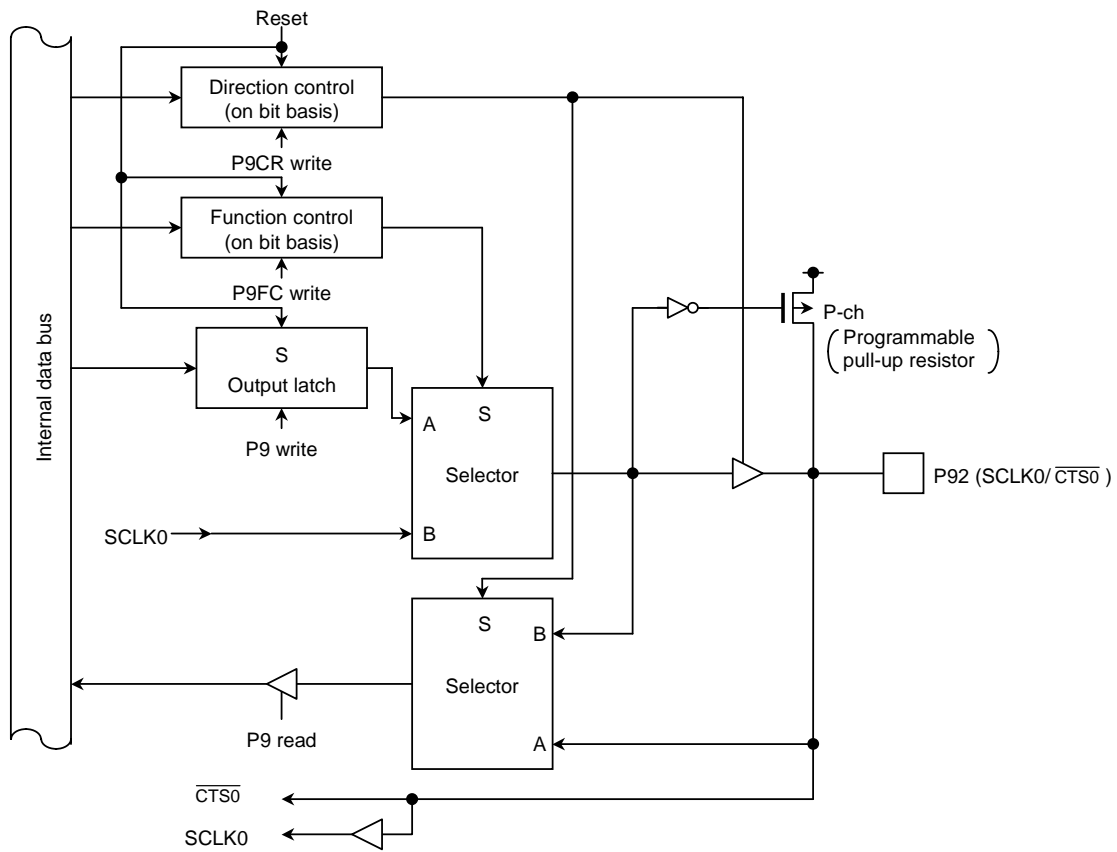 Reset
Direction control
(on bit basis)
P9CR write
Function control
(on bit basis)
P9FC write
S
Output latch
P9 write
Internal data bus
P-ch
(Programmable
pull-up resistor)
A
S
Selector
B
SCLK0
P92 (SCLK0/CTS0)
S
B
Selector
A
P9 read
CTS0
SCLK0